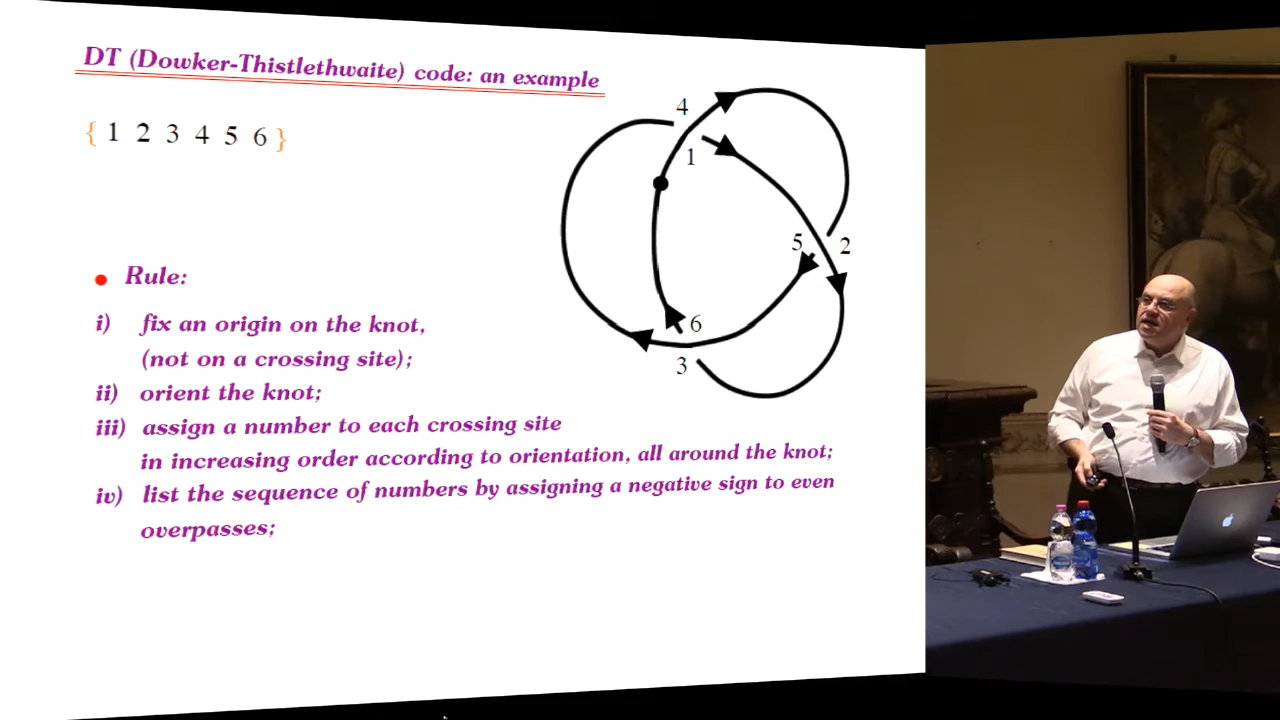 DT (Dowker-Thistlethwaite) code: an example
{ 1 2 3 4 5 6 }
4
1
5
2
6
3
Rule:
i) fix an origin on the knot,
(not on a crossing site);
ii) orient the knot;
iii) assign a number to each crossing site
in increasing order according to orientation, all around the knot;
iv) list the sequence of numbers by assigning a negative sign to even
overpasses;